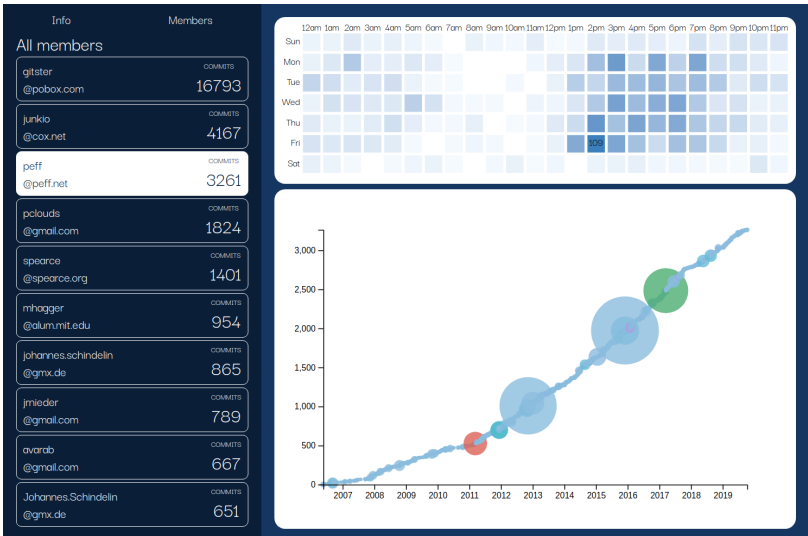 Info Members
All members
gitster COMMITS
@pobox.com 16793
junkio COMMITS
@cox.net 4167
peff COMMITS
@peff.net 3261
pclouds COMMITS
@gmail.com 1824
spearce COMMITS
@spearce.org 1401
mhagger COMMITS
@alum.mit.edu 954
johannes.schindelin COMMITS
@gmx.de 865
jrnieder COMMITS
@gmail.com 789
avarab COMMITS
@gmail.com 667
Johannes.Schindelin COMMITS
@gmx.de 651
12am 1am 2am 3am 4am 5am 6am 7am 8am 9am 10am 11am 12pm 1pm 2pm 3pm 4pm 5pm 6pm 7pm 8pm 9pm 10pm 11pm
Sun
Mon
Tue
Wed
Thu
Fri 109
Sat
3,000
2,500
2,000
1,500
1,000
500
0
2007 2008 2009 2010 2011 2012 2013 2014 2015 2016 2017 2018 2019